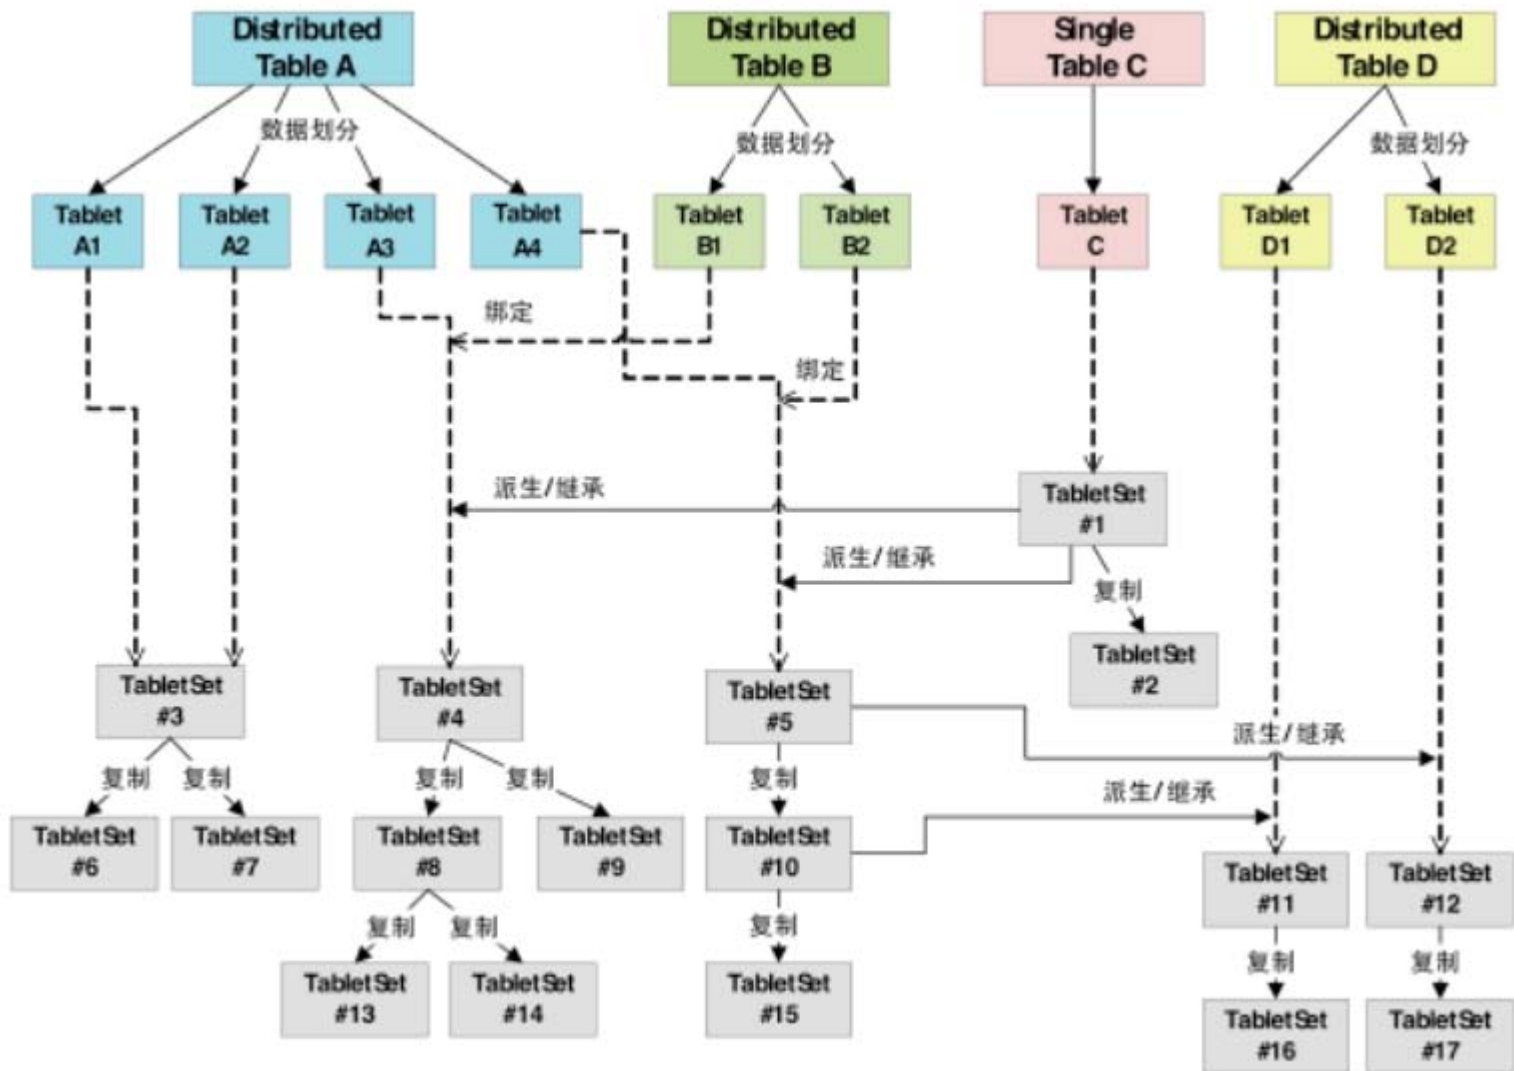 Distributed
Table A
Distributed
Table B
Single
Table C
Distributed
Table D
数据划分
数据划分
数据划分
Tablet
A1
Tablet
A2
Tablet
A3
Tablet
A4
Tablet
B1
Tablet
B2
Tablet
C
Tablet
D1
Tablet
D2
绑定
绑定
派生/继承
TabletSet
#1
派生/继承
复制
TabletSet
#2
TabletSet
#3
TabletSet
#4
TabletSet
#5
派生/继承
复制
复制
复制
复制
复制
派生/继承
TabletSet
#6
TabletSet
#7
TabletSet
#8
TabletSet
#9
TabletSet
#10
TabletSet
#11
TabletSet
#12
复制
复制
复制
复制
复制
TabletSet
#13
TabletSet
#14
TabletSet
#15
TabletSet
#16
TabletSet
#17